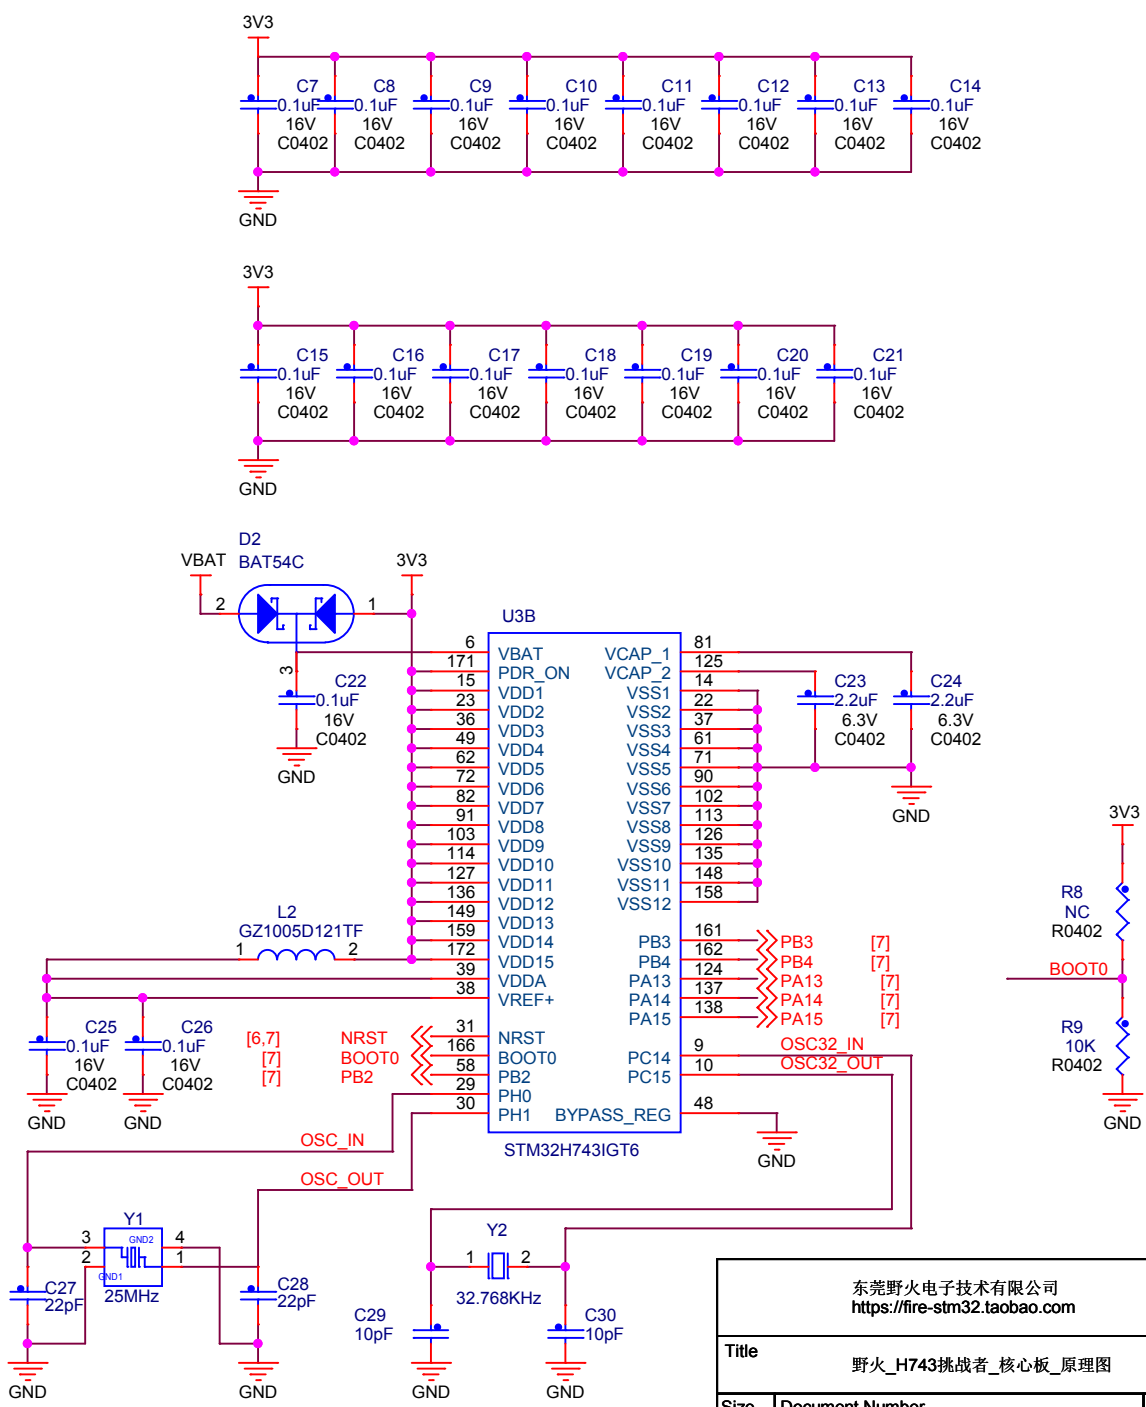 3V3
C7 C8 C9 C10 C11 C12 C13 C14
0.1uF 0.1uF 0.1uF 0.1uF 0.1uF 0.1uF 0.1uF 0.1uF
16V 16V 16V 16V 16V 16V 16V 16V
C0402 C0402 C0402 C0402 C0402 C0402 C0402 C0402
GND
3V3
C15 C16 C17 C18 C19 C20 C21
0.1uF 0.1uF 0.1uF 0.1uF 0.1uF 0.1uF 0.1uF
16V 16V 16V 16V 16V 16V 16V
C0402 C0402 C0402 C0402 C0402 C0402 C0402
GND
D2
VBAT BAT54C 3V3
2 1
3
C22
0.1uF
16V
C0402
GND
U3B
6 VBAT VCAP_1 81
171 PDR_ON VCAP_2 125
15 VDD1 VSS1 14
23 VDD2 VSS2 22
36 VDD3 VSS3 37
49 VDD4 VSS4 61
62 VDD5 VSS5 71
72 VDD6 VSS6 90
82 VDD7 VSS7 102
91 VDD8 VSS8 113
103 VDD9 VSS9 126
114 VDD10 VSS10 135
127 VDD11 VSS11 148
136 VDD12 VSS12 158
149 VDD13
159 VDD14 PB3 161 PB3 [7]
172 VDD15 PB4 162 PB4 [7]
39 VDDA PA13 124 PA13 [7]
38 VREF+ PA14 137 PA14 [7]
PA15 138 PA15 [7]
[6,7] NRST 31 NRST
[7] BOOT0 166 BOOT0 PC14 9 OSC32_IN
[7] PB2 58 PB2 PC15 10 OSC32_OUT
29 PH0
30 PH1 BYPASS_REG 48
STM32H743IGT6
GND
C23 C24
2.2uF 2.2uF
6.3V 6.3V
C0402 C0402
GND
L2
GZ1005D121TF
1 2
C25 C26
0.1uF 0.1uF
16V 16V
C0402 C0402
GND GND
3V3
R8
NC
R0402
BOOT0
R9
10K
R0402
GND
OSC_IN
OSC_OUT
Y1
3 GND2 4
2 GND1 1
25MHz
C27
22pF
C28
22pF
GND GND
Y2
1 2
32.768KHz
C29
10pF
C30
10pF
GND GND
东莞野火电子技术有限公司
https://fire-stm32.taobao.com
Title
野火_H743挑战者_核心板_原理图
Size Document Number